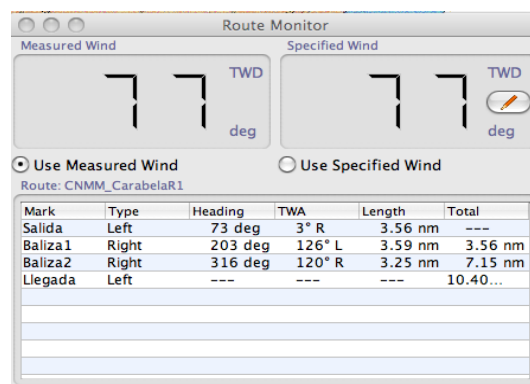 Route Monitor
Measured Wind Specified Wind
77 TWD deg 77 TWD deg
Use Measured Wind Use Specified Wind
Route: CNMM_CarabelaR1
Mark Type Heading TWA Length Total
Salida Left 73 deg 3° R 3.56 nm ---
Baliza1 Right 203 deg 126° L 3.59 nm 3.56 nm
Baliza2 Right 316 deg 120° R 3.25 nm 7.15 nm
Llegada Left --- --- --- 10.40...